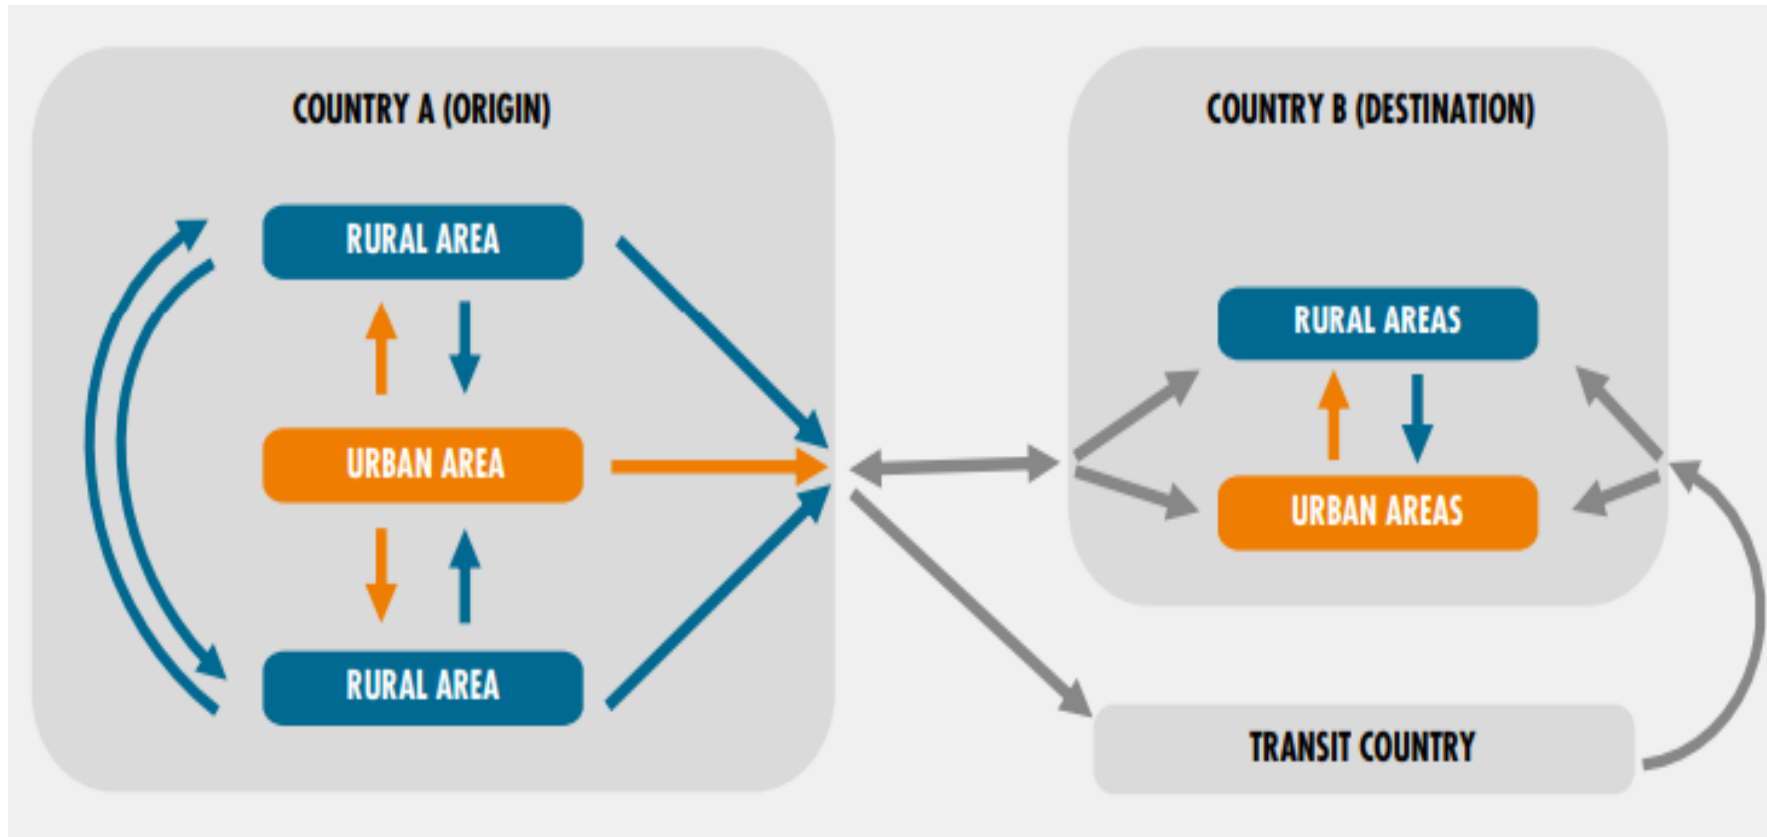 COUNTRY A (ORIGIN)
RURAL AREA
URBAN AREA
RURAL AREA
COUNTRY B (DESTINATION)
RURAL AREAS
URBAN AREAS
TRANSIT COUNTRY